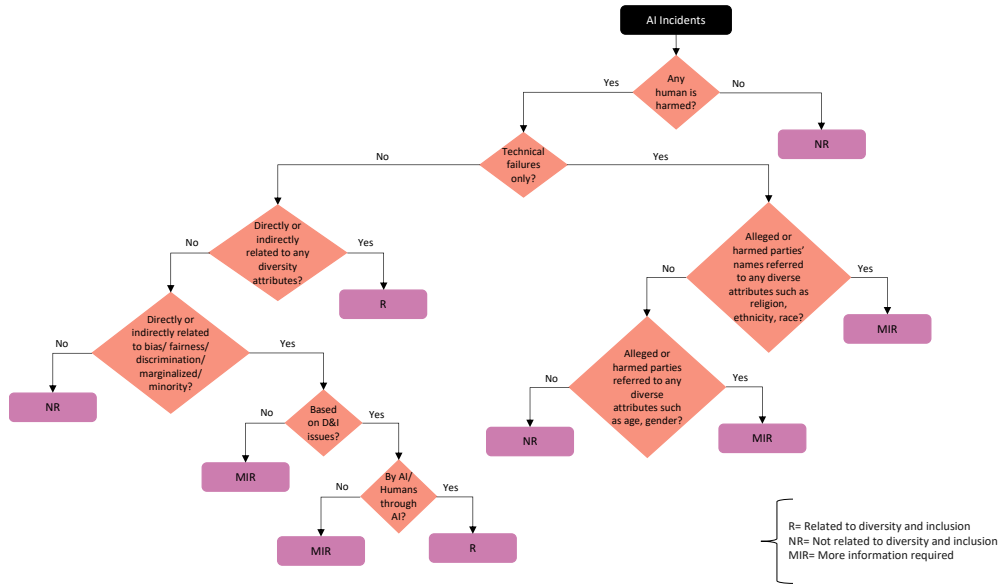 AI Incidents
Any
human is
harmed?
Yes
No
NR
Technical
failures
only?
No
Yes
Directly or
indirectly
related to any
diversity
attributes?
No
Yes
R
Alleged or
harmed parties’
names referred
to any diverse
attributes such as
religion,
ethnicity, race?
No
Yes
MIR
Directly or
indirectly related
to bias/ fairness/
discrimination/
marginalized/
minority?
No
Yes
NR
Alleged or
harmed parties
referred to any
diverse
attributes such
as age, gender?
No
Yes
NR
MIR
Based
on D&I
issues?
No
Yes
MIR
By AI/
Humans
through
AI?
No
Yes
MIR
R
R= Related to diversity and inclusion
NR= Not related to diversity and inclusion
MIR= More information required